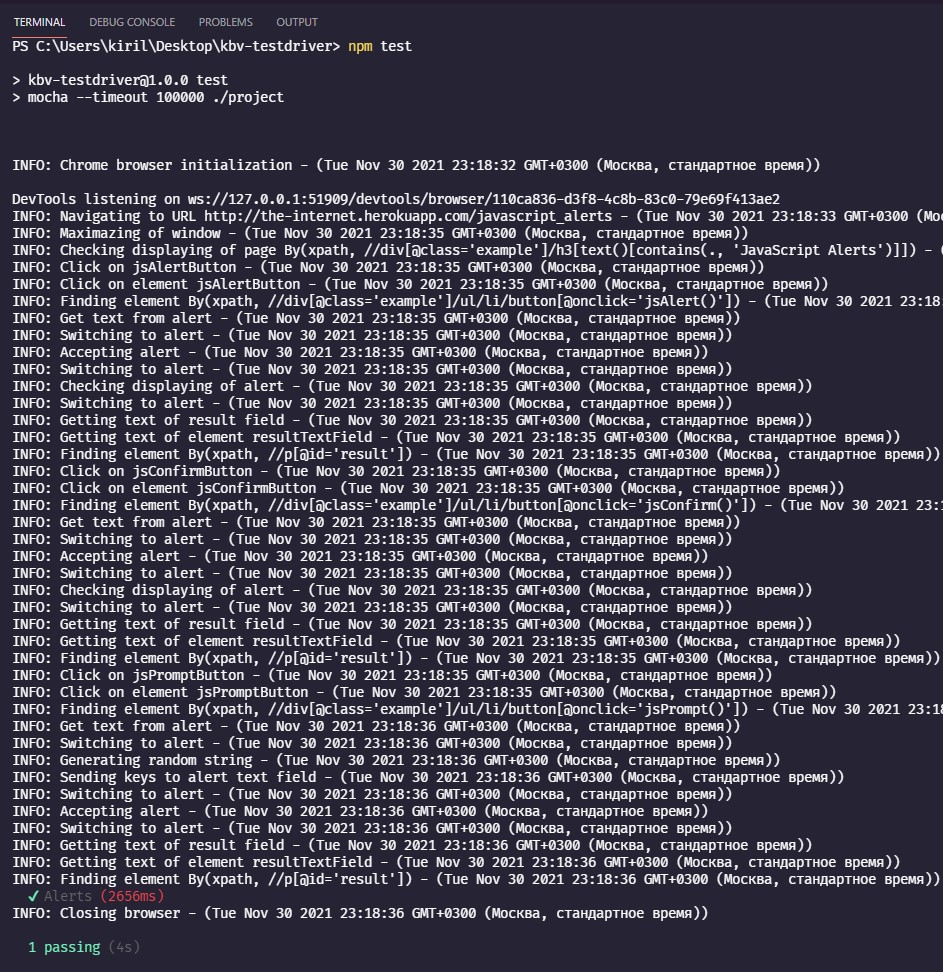 TERMINAL DEBUG CONSOLE PROBLEMS OUTPUT
PS C:\Users\kiril\Desktop\kbv-testdriver> npm test
> kbv-testdriver@1.0.0 test
> mocha --timeout 100000 ./project
INFO: Chrome browser initialization - (Tue Nov 30 2021 23:18:32 GMT+0300 (Москва, стандартное время))
DevTools listening on ws://127.0.0.1:51909/devtools/browser/110ca836-d3f8-4c8b-83c0-79e69f413ae2
INFO: Navigating to URL http://the-internet.herokuapp.com/javascript_alerts - (Tue Nov 30 2021 23:18:33 GMT+0300 (Мос
INFO: Maximazing of window - (Tue Nov 30 2021 23:18:35 GMT+0300 (Москва, стандартное время))
INFO: Checking displaying of page By(xpath, //div[@class='example']/h3[text()[contains(., 'JavaScript Alerts')]]) - (
INFO: Click on jsAlertButton - (Tue Nov 30 2021 23:18:35 GMT+0300 (Москва, стандартное время))
INFO: Click on element jsAlertButton - (Tue Nov 30 2021 23:18:35 GMT+0300 (Москва, стандартное время))
INFO: Finding element By(xpath, //div[@class='example']/ul/li/button[@onclick='jsAlert()']) - (Tue Nov 30 2021 23:18:
INFO: Get text from alert - (Tue Nov 30 2021 23:18:35 GMT+0300 (Москва, стандартное время))
INFO: Switching to alert - (Tue Nov 30 2021 23:18:35 GMT+0300 (Москва, стандартное время))
INFO: Accepting alert - (Tue Nov 30 2021 23:18:35 GMT+0300 (Москва, стандартное время))
INFO: Switching to alert - (Tue Nov 30 2021 23:18:35 GMT+0300 (Москва, стандартное время))
INFO: Checking displaying of alert - (Tue Nov 30 2021 23:18:35 GMT+0300 (Москва, стандартное время))
INFO: Switching to alert - (Tue Nov 30 2021 23:18:35 GMT+0300 (Москва, стандартное время))
INFO: Getting text of result field - (Tue Nov 30 2021 23:18:35 GMT+0300 (Москва, стандартное время))
INFO: Getting text of element resultTextField - (Tue Nov 30 2021 23:18:35 GMT+0300 (Москва, стандартное время))
INFO: Finding element By(xpath, //p[@id='result']) - (Tue Nov 30 2021 23:18:35 GMT+0300 (Москва, стандартное время))
INFO: Click on jsConfirmButton - (Tue Nov 30 2021 23:18:35 GMT+0300 (Москва, стандартное время))
INFO: Click on element jsConfirmButton - (Tue Nov 30 2021 23:18:35 GMT+0300 (Москва, стандартное время))
INFO: Finding element By(xpath, //div[@class='example']/ul/li/button[@onclick='jsConfirm()']) - (Tue Nov 30 2021 23:1
INFO: Get text from alert - (Tue Nov 30 2021 23:18:35 GMT+0300 (Москва, стандартное время))
INFO: Switching to alert - (Tue Nov 30 2021 23:18:35 GMT+0300 (Москва, стандартное время))
INFO: Accepting alert - (Tue Nov 30 2021 23:18:35 GMT+0300 (Москва, стандартное время))
INFO: Switching to alert - (Tue Nov 30 2021 23:18:35 GMT+0300 (Москва, стандартное время))
INFO: Checking displaying of alert - (Tue Nov 30 2021 23:18:35 GMT+0300 (Москва, стандартное время))
INFO: Switching to alert - (Tue Nov 30 2021 23:18:35 GMT+0300 (Москва, стандартное время))
INFO: Getting text of result field - (Tue Nov 30 2021 23:18:35 GMT+0300 (Москва, стандартное время))
INFO: Getting text of element resultTextField - (Tue Nov 30 2021 23:18:35 GMT+0300 (Москва, стандартное время))
INFO: Finding element By(xpath, //p[@id='result']) - (Tue Nov 30 2021 23:18:35 GMT+0300 (Москва, стандартное время))
INFO: Click on jsPromptButton - (Tue Nov 30 2021 23:18:35 GMT+0300 (Москва, стандартное время))
INFO: Click on element jsPromptButton - (Tue Nov 30 2021 23:18:35 GMT+0300 (Москва, стандартное время))
INFO: Finding element By(xpath, //div[@class='example']/ul/li/button[@onclick='jsPrompt()']) - (Tue Nov 30 2021 23:18
INFO: Get text from alert - (Tue Nov 30 2021 23:18:36 GMT+0300 (Москва, стандартное время))
INFO: Switching to alert - (Tue Nov 30 2021 23:18:36 GMT+0300 (Москва, стандартное время))
INFO: Generating random string - (Tue Nov 30 2021 23:18:36 GMT+0300 (Москва, стандартное время))
INFO: Sending keys to alert text field - (Tue Nov 30 2021 23:18:36 GMT+0300 (Москва, стандартное время))
INFO: Switching to alert - (Tue Nov 30 2021 23:18:36 GMT+0300 (Москва, стандартное время))
INFO: Accepting alert - (Tue Nov 30 2021 23:18:36 GMT+0300 (Москва, стандартное время))
INFO: Switching to alert - (Tue Nov 30 2021 23:18:36 GMT+0300 (Москва, стандартное время))
INFO: Getting text of result field - (Tue Nov 30 2021 23:18:36 GMT+0300 (Москва, стандартное время))
INFO: Getting text of element resultTextField - (Tue Nov 30 2021 23:18:36 GMT+0300 (Москва, стандартное время))
INFO: Finding element By(xpath, //p[@id='result']) - (Tue Nov 30 2021 23:18:36 GMT+0300 (Москва, стандартное время))
✓ Alerts (2656ms)
INFO: Closing browser - (Tue Nov 30 2021 23:18:36 GMT+0300 (Москва, стандартное время))
1 passing (4s)